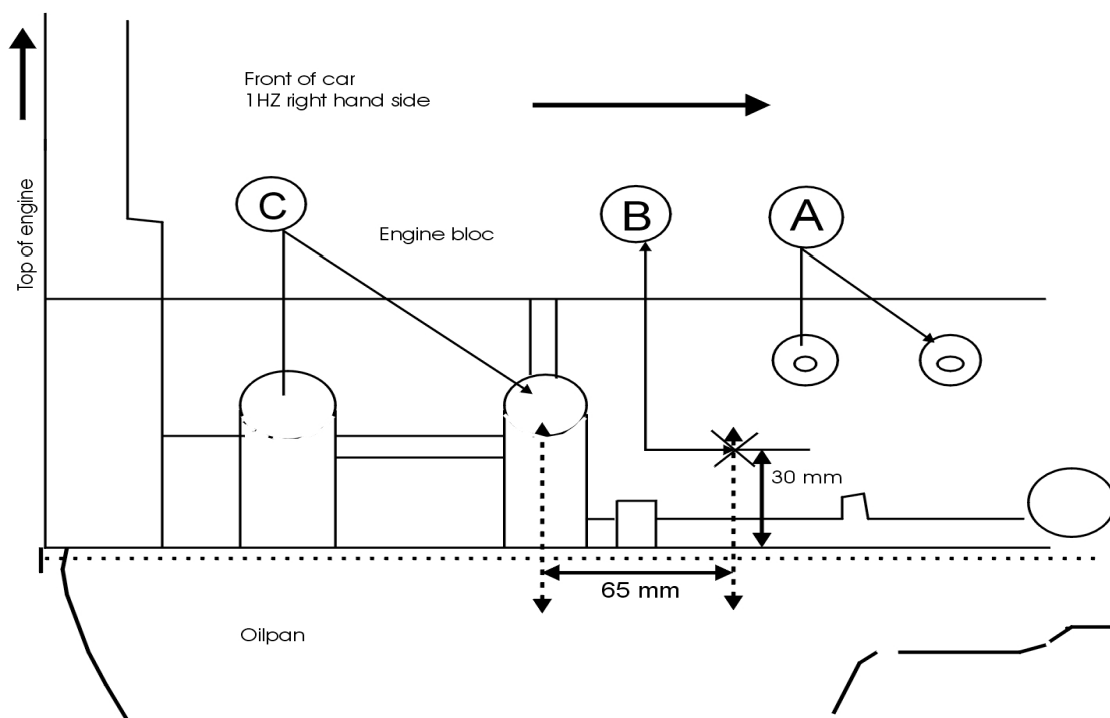 Front of car
1HZ right hand side
Top of engine
C
B
A
Engine bloc
30 mm
65 mm
Oilpan